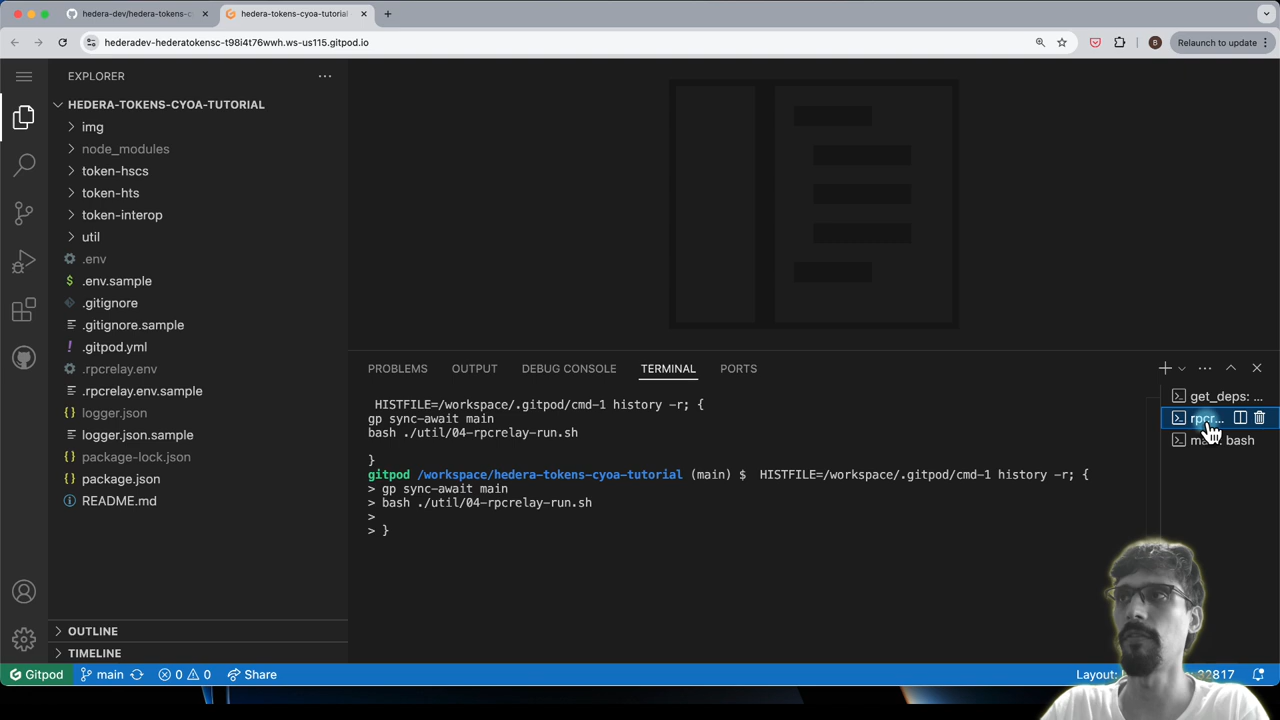 hedera-dev/hedera-tokens-c
hedera-tokens-cyoa-tutorial
hederadev-hederatokensc-t98i4t76wwh.ws-us115.gitpod.io
B
Relaunch to update
EXPLORER
HEDERA-TOKENS-CYOA-TUTORIAL
img
node_modules
token-hscs
token-hts
token-interop
util
.env
$ .env.sample
.gitignore
.gitignore.sample
! .gitpod.yml
.rpcrelay.env
.rpcrelay.env.sample
{} logger.json
logger.json.sample
{} package-lock.json
{} package.json
README.md
OUTLINE
TIMELINE
PROBLEMS OUTPUT DEBUG CONSOLE TERMINAL PORTS
HISTFILE=/workspace/.gitpod/cmd-1 history -r; {
gp sync-await main
bash ./util/04-rpcrelay-run.sh
}
gitpod /workspace/hedera-tokens-cyoa-tutorial (main) $ HISTFILE=/workspace/.gitpod/cmd-1 history -r; {
> gp sync-await main
> bash ./util/04-rpcrelay-run.sh
>
> }
get_deps: ...
rpcr...
bash
Gitpod main 0 0 Share
Layout: 32817